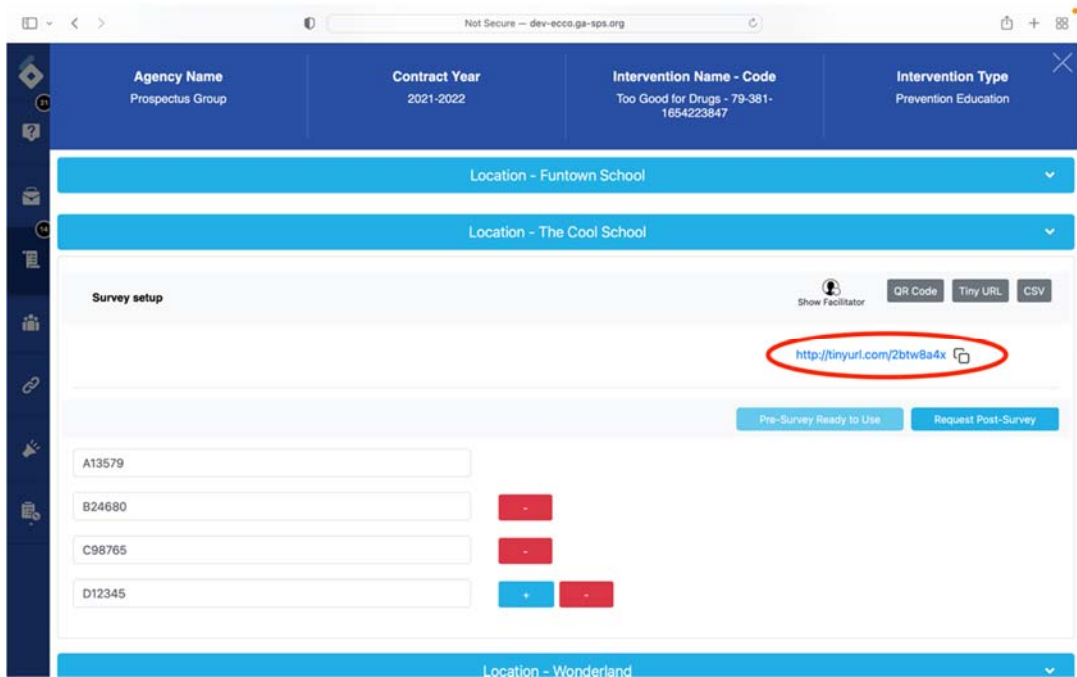 Not Secure — dev-ecco.ga-sps.org
Agency Name
Prospectus Group
Contract Year
2021-2022
Intervention Name - Code
Too Good for Drugs - 79-381-
1654223847
Intervention Type
Prevention Education
21
Location - Funtown School
14
Location - The Cool School
Survey setup
Show Facilitator
QR Code
Tiny URL
CSV
http://tinyurl.com/2btw8a4x
Pre-Survey Ready to Use
Request Post-Survey
A13579
B24680
-
C98765
-
D12345
+
-
Location - Wonderland